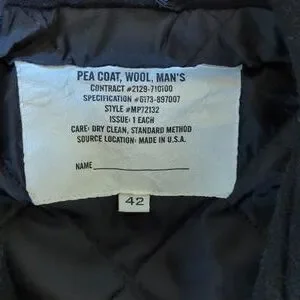 PEA COAT, WOOL, MAN'S
CONTRACT #2129-710100
SPECIFICATION #6173-897007
STYLE #MP72132
ISSUE: 1 EACH
CARE: DRY CLEAN, STANDARD METHOD
SOURCE LOCATION: MADE IN U.S.A.
NAME
42